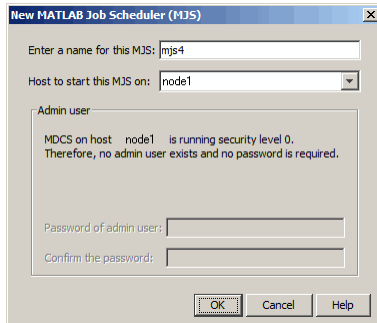 New MATLAB Job Scheduler (MJS)
Enter a name for this MJS: mjs4
Host to start this MJS on: node1
Admin user
MDCS on host node1 is running security level 0.
Therefore, no admin user exists and no password is required.
Password of admin user:
Confirm the password:
OK Cancel Help